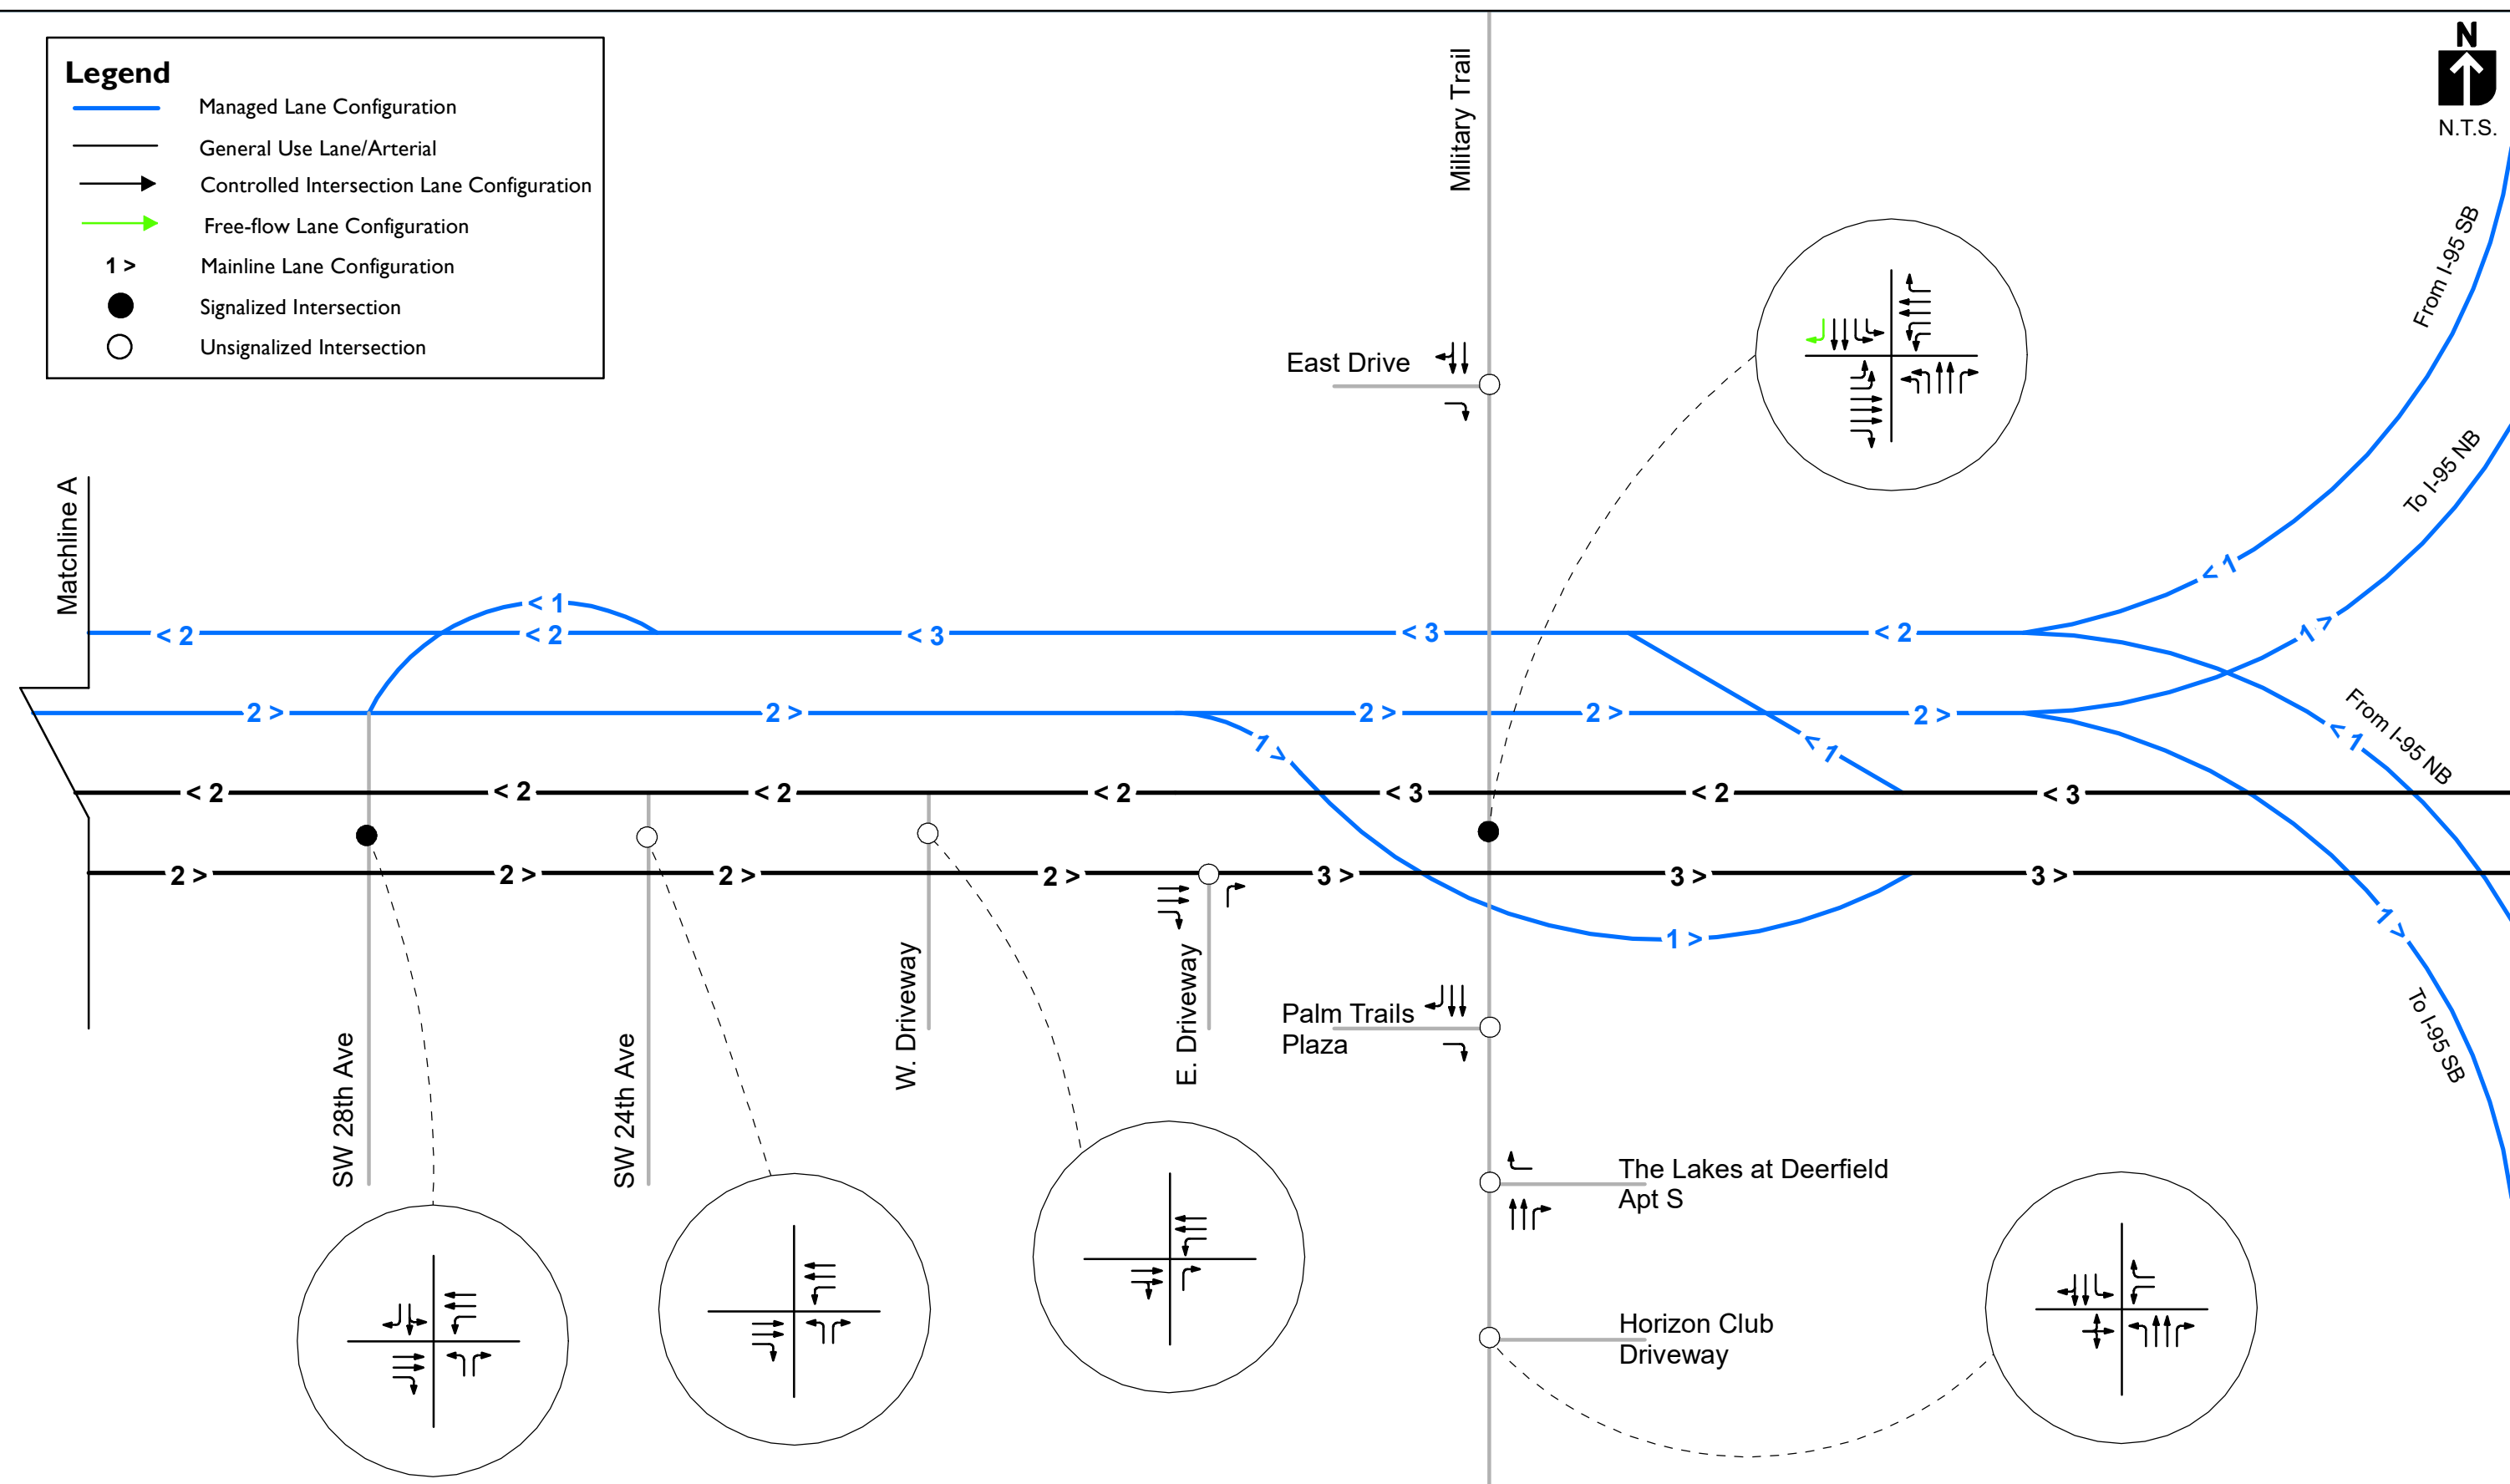 Legend
Managed Lane Configuration
General Use Lane/Arterial
Controlled Intersection Lane Configuration
Free-flow Lane Configuration
1 > Mainline Lane Configuration
Signalized Intersection
Unsignalized Intersection
Military Trail
N
N.T.S.
From I-95 SB
East Drive
To I-95 NB
Matchline A
< 1
< 1
< 2
< 2
< 3
< 3
< 2
1 >
2 >
2 >
2 >
2 >
2 >
From I-95 NB
1 >
< 1
< 1
< 2
< 2
< 2
< 2
< 3
< 2
< 3
2 >
2 >
2 >
2 >
3 >
3 >
3 >
1 >
1 >
To I-95 SB
SW 28th Ave
SW 24th Ave
W. Driveway
E. Driveway
Palm Trails
Plaza
The Lakes at Deerfield
Apt S
Horizon Club
Driveway